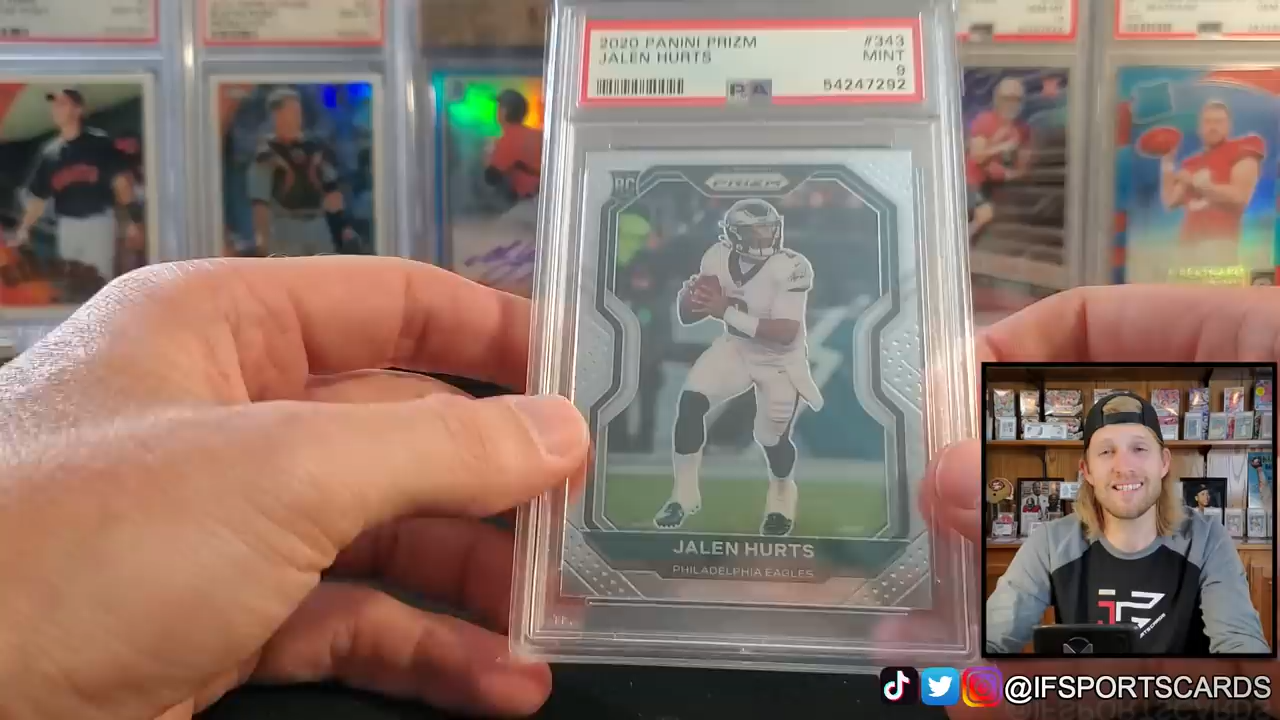 2020 PANINI PRIZM #343
JALEN HURTS MINT
9
PSA 54247292
RC
PRIZM
JALEN HURTS
PHILADELPHIA EAGLES
@IFSPORTSCARDS